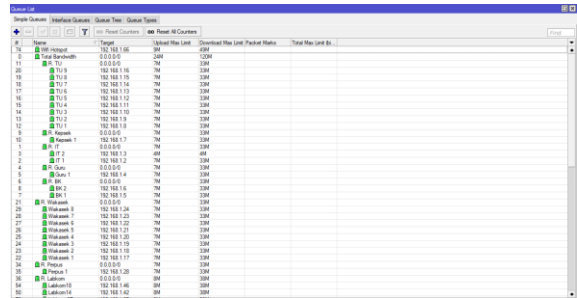 Queue List
Simple Queues Interface Queues Queue Tree Queue Types
Reset Counters Reset All Counters Find
# Name Target Upload Max Limit Download Max Limit Packet Marks Total Max Limit (bi...
74 Wifi Hotspot 192.168.1.66 9M 49M
0 Total Bandwidth 0.0.0.0/0 24M 120M
11 R. TU 0.0.0.0/0 7M 33M
20 TU 9 192.168.1.16 7M 33M
19 TU 8 192.168.1.15 7M 33M
18 TU 7 192.168.1.14 7M 33M
17 TU 6 192.168.1.13 7M 33M
16 TU 5 192.168.1.12 7M 33M
15 TU 4 192.168.1.11 7M 33M
14 TU 3 192.168.1.10 7M 33M
13 TU 2 192.168.1.9 7M 33M
12 TU 1 192.168.1.8 7M 33M
9 R. Kepsek 0.0.0.0/0 7M 33M
10 Kepsek 1 192.168.1.7 7M 33M
1 R. IT 0.0.0.0/0 7M 33M
3 IT 2 192.168.1.3 4M 4M
2 IT 1 192.168.1.2 7M 33M
4 R. Guru 0.0.0.0/0 7M 33M
5 Guru 1 192.168.1.4 7M 33M
6 R. BK 0.0.0.0/0 7M 33M
8 BK 2 192.168.1.6 7M 33M
7 BK 1 192.168.1.5 7M 33M
21 R. Wakasek 0.0.0.0/0 7M 33M
29 Wakasek 8 192.168.1.24 7M 33M
28 Wakasek 7 192.168.1.23 7M 33M
27 Wakasek 6 192.168.1.22 7M 33M
26 Wakasek 5 192.168.1.21 7M 33M
25 Wakasek 4 192.168.1.20 7M 33M
24 Wakasek 3 192.168.1.19 7M 33M
23 Wakasek 2 192.168.1.18 7M 33M
22 Wakasek 1 192.168.1.17 7M 33M
34 R. Perpus 0.0.0.0/0 7M 33M
35 Perpus 1 192.168.1.28 7M 33M
36 R. Labkom 0.0.0.0/0 8M 38M
54 Labkom10 192.168.1.46 8M 38M
50 Labkom14 192.168.1.42 8M 38M